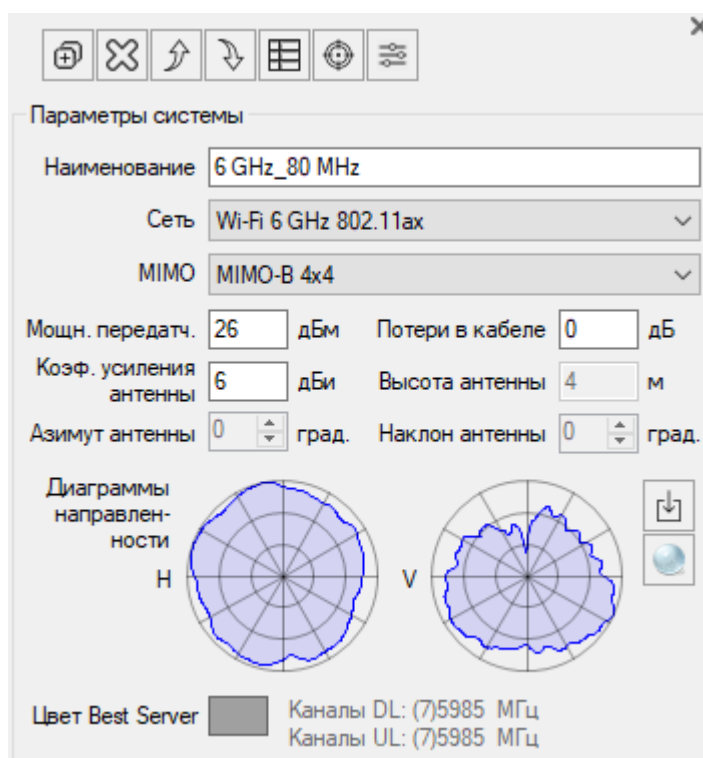 Параметры системы
Наименование 6 GHz_80 MHz
Сеть Wi-Fi 6 GHz 802.11ax
MIMO MIMO-B 4x4
Мощн. передатч. 26 дБм Потери в кабеле 0 дБ
Коэф. усиления
антенны 6 дБи Высота антенны 4 м
Азимут антенны 0 град. Наклон антенны 0 град.
Диаграммы
направлен-
ности
H V
Цвет Best Server Каналы DL: (7)5985 МГц
Каналы UL: (7)5985 МГц